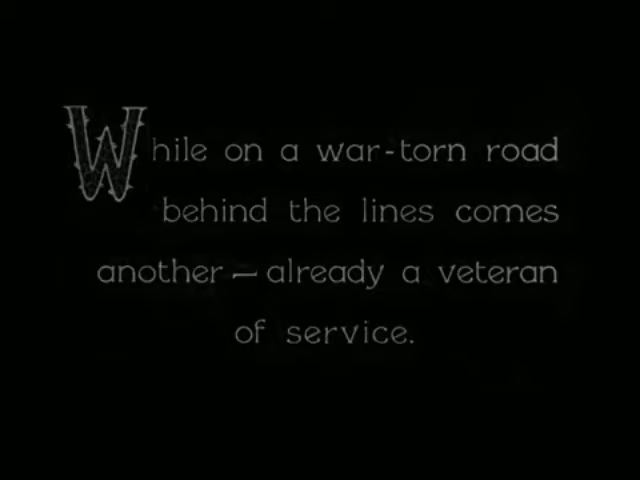 While on a war-torn road
behind the lines comes
another — already a veteran
of service.